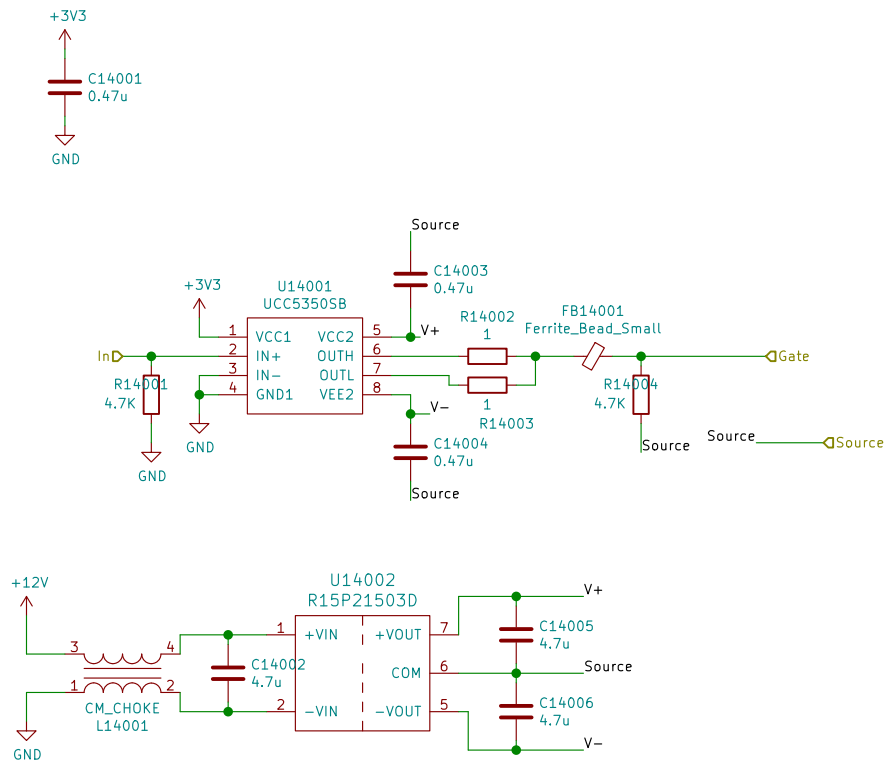 +3V3
C14001
0.47u
GND
Source
C14003
0.47u
+3V3
U14001
UCC5350SB
R14002
1
FB14001
Ferrite_Bead_Small
V+
1 VCC1 VCC2 5
In 2 IN+ OUTH 6
Gate
3 IN- OUTL 7
4 GND1 VEE2 8
R14001
4.7K
1
R14003
R14004
4.7K
V-
GND
C14004
0.47u
Source
Source
Source
GND
Source
+12V
U14002
R15P21503D
V+
3 4
1 +VIN +VOUT 7
C14005
4.7u
C14002
4.7u
COM 6
Source
1 2
CM_CHOKE
L14001
2 -VIN -VOUT 5
C14006
4.7u
V-
GND